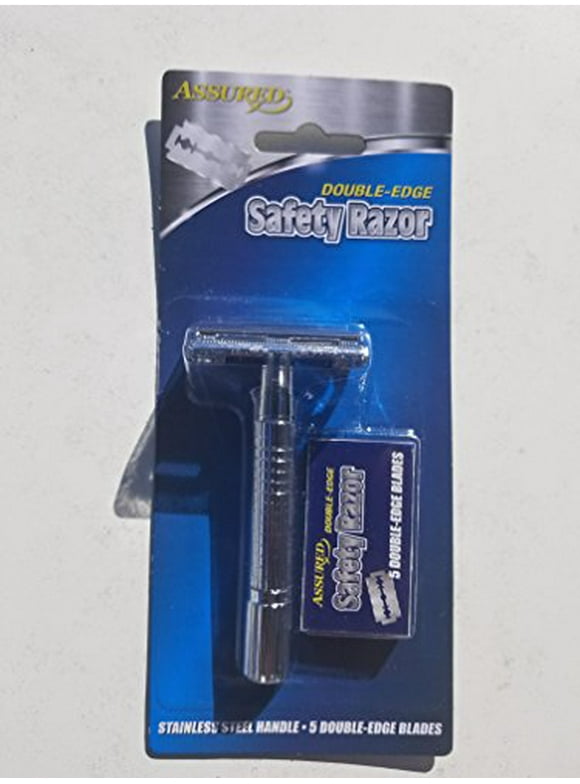 ASSURED
DOUBLE-EDGE
Safety Razor
ASSURED DOUBLE-EDGE
Safety Razor
5 DOUBLE-EDGE BLADES
STAINLESS STEEL HANDLE • 5 DOUBLE-EDGE BLADES